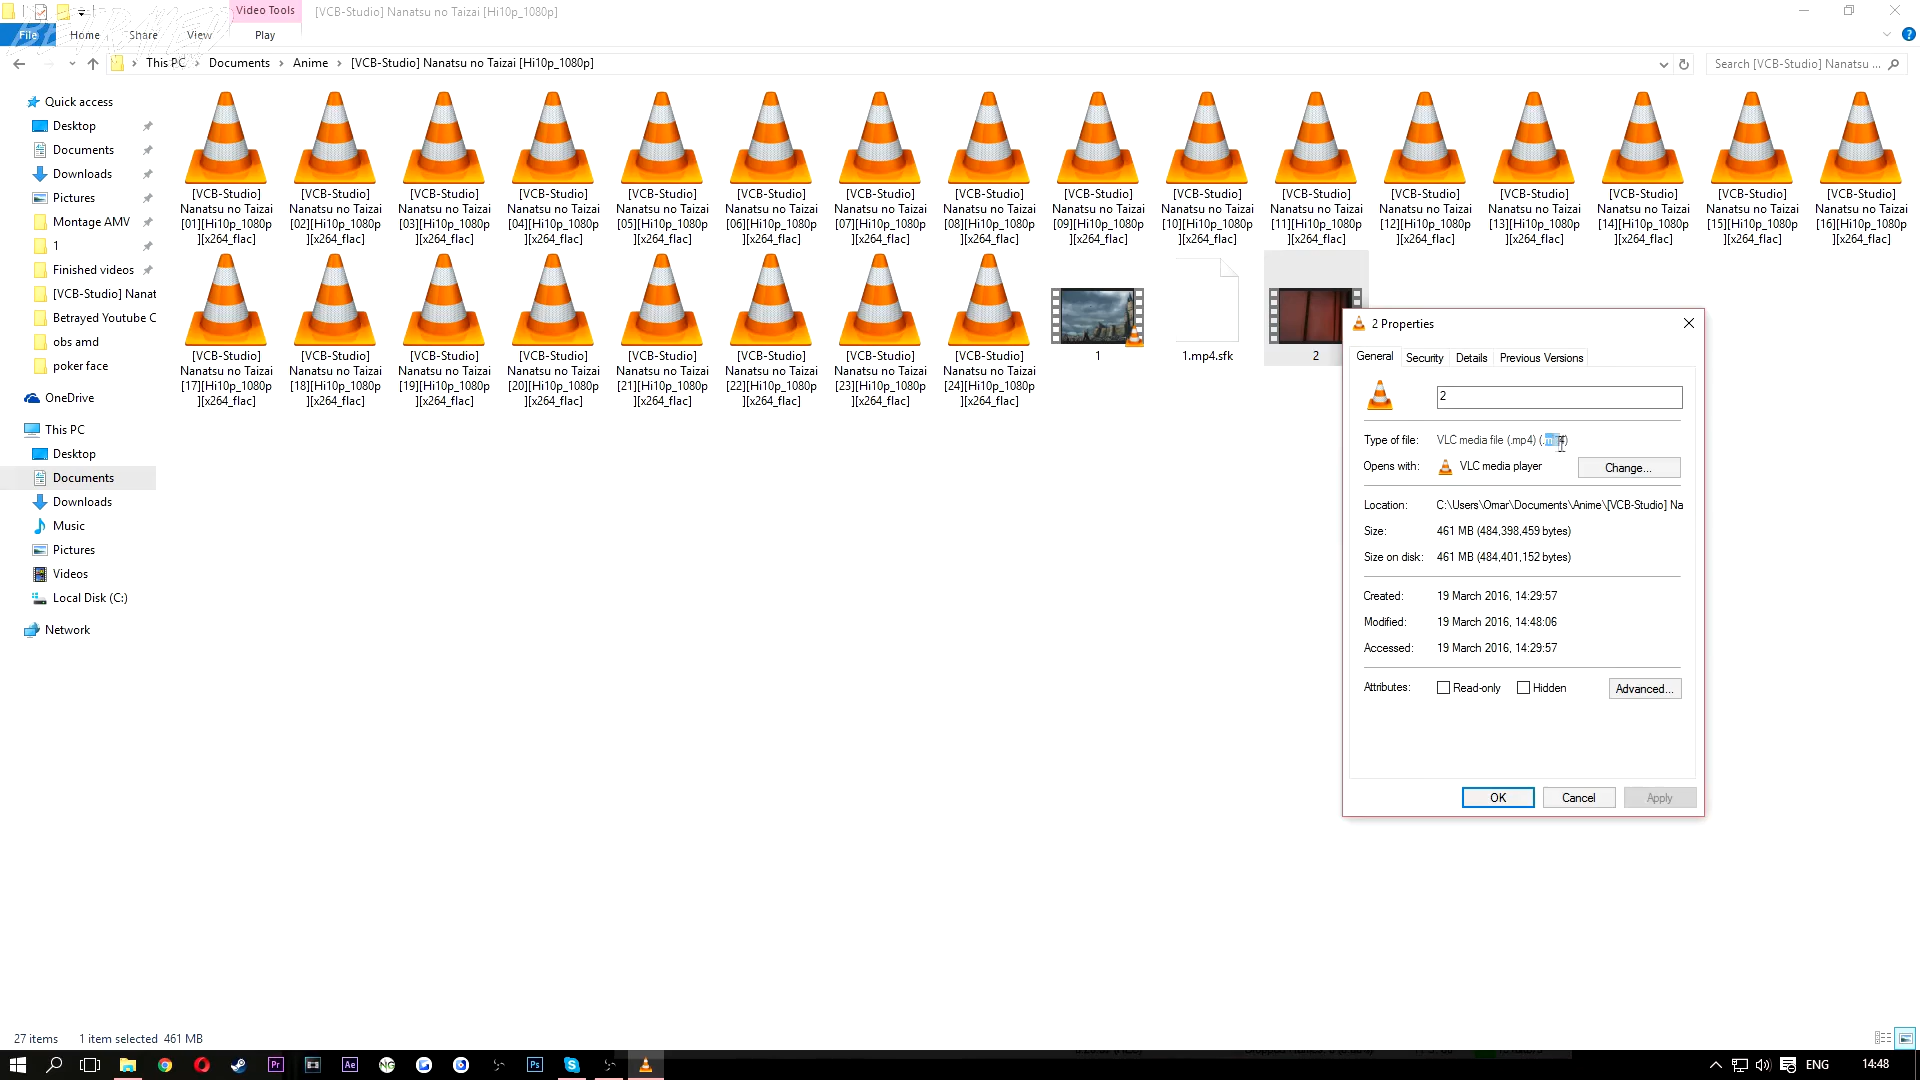 Video Tools
[VCB-Studio] Nanatsu no Taizai [Hi10p_1080p]
File
Home
Share
View
Play
This PC
Documents
Anime
[VCB-Studio] Nanatsu no Taizai [Hi10p_1080p]
Search [VCB-Studio] Nanatsu ...
Quick access
Desktop
Documents
Downloads
Pictures
Montage AMV
1
Finished videos
[VCB-Studio] Nanat
Betrayed Youtube C
obs amd
poker face
OneDrive
This PC
Desktop
Documents
Downloads
Music
Pictures
Videos
Local Disk (C:)
Network
[VCB-Studio] Nanatsu no Taizai [01][Hi10p_1080p][x264_flac]
[VCB-Studio] Nanatsu no Taizai [02][Hi10p_1080p][x264_flac]
[VCB-Studio] Nanatsu no Taizai [03][Hi10p_1080p][x264_flac]
[VCB-Studio] Nanatsu no Taizai [04][Hi10p_1080p][x264_flac]
[VCB-Studio] Nanatsu no Taizai [05][Hi10p_1080p][x264_flac]
[VCB-Studio] Nanatsu no Taizai [06][Hi10p_1080p][x264_flac]
[VCB-Studio] Nanatsu no Taizai [07][Hi10p_1080p][x264_flac]
[VCB-Studio] Nanatsu no Taizai [08][Hi10p_1080p][x264_flac]
[VCB-Studio] Nanatsu no Taizai [09][Hi10p_1080p][x264_flac]
[VCB-Studio] Nanatsu no Taizai [10][Hi10p_1080p][x264_flac]
[VCB-Studio] Nanatsu no Taizai [11][Hi10p_1080p][x264_flac]
[VCB-Studio] Nanatsu no Taizai [12][Hi10p_1080p][x264_flac]
[VCB-Studio] Nanatsu no Taizai [13][Hi10p_1080p][x264_flac]
[VCB-Studio] Nanatsu no Taizai [14][Hi10p_1080p][x264_flac]
[VCB-Studio] Nanatsu no Taizai [15][Hi10p_1080p][x264_flac]
[VCB-Studio] Nanatsu no Taizai [16][Hi10p_1080p][x264_flac]
[VCB-Studio] Nanatsu no Taizai [17][Hi10p_1080p][x264_flac]
[VCB-Studio] Nanatsu no Taizai [18][Hi10p_1080p][x264_flac]
[VCB-Studio] Nanatsu no Taizai [19][Hi10p_1080p][x264_flac]
[VCB-Studio] Nanatsu no Taizai [20][Hi10p_1080p][x264_flac]
[VCB-Studio] Nanatsu no Taizai [21][Hi10p_1080p][x264_flac]
[VCB-Studio] Nanatsu no Taizai [22][Hi10p_1080p][x264_flac]
[VCB-Studio] Nanatsu no Taizai [23][Hi10p_1080p][x264_flac]
[VCB-Studio] Nanatsu no Taizai [24][Hi10p_1080p][x264_flac]
1
1.mp4.sfk
2
2 Properties
General
Security
Details
Previous Versions
2
Type of file: VLC media file (.mp4) (.mp4)
Opens with: VLC media player
Change...
Location: C:\Users\Omar\Documents\Anime\[VCB-Studio] Na
Size: 461 MB (484,398,459 bytes)
Size on disk: 461 MB (484,401,152 bytes)
Created: 19 March 2016, 14:29:57
Modified: 19 March 2016, 14:48:06
Accessed: 19 March 2016, 14:29:57
Attributes: Read-only Hidden
Advanced...
OK
Cancel
Apply
27 items
1 item selected 461 MB
Pr
Ae
NG
Ps
ENG
14:48